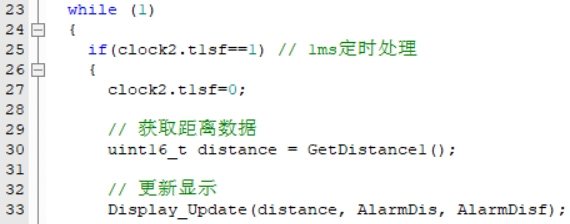 23 while (1)
24 {
25 if(clock2.t1sf==1) // 1ms定时处理
26 {
27 clock2.t1sf=0;
28
29 // 获取距离数据
30 uint16_t distance = GetDistance1();
31
32 // 更新显示
33 Display_Update(distance, AlarmDis, AlarmDisf);